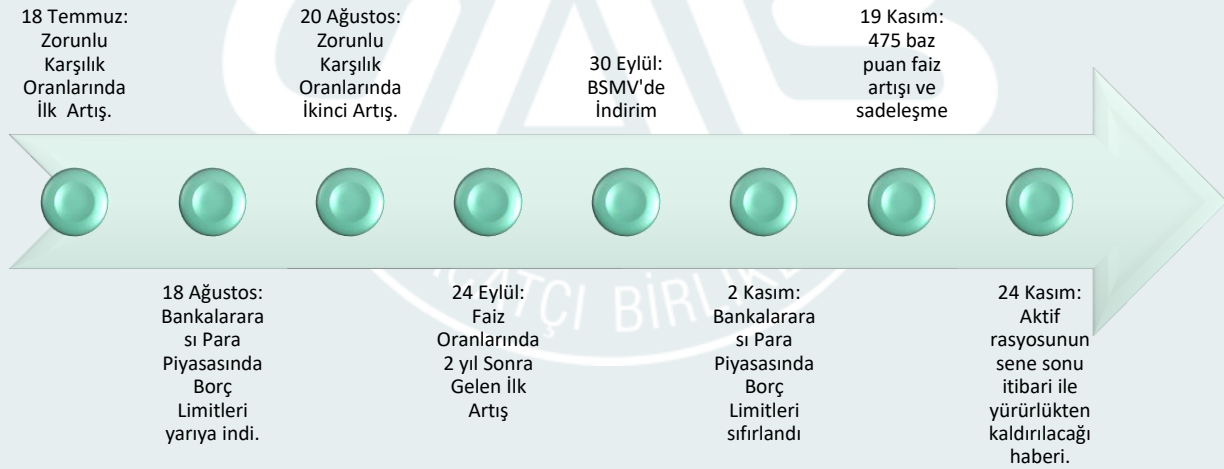 18 Temmuz:
Zorunlu
Karşılık
Oranlarında
İlk Artış.
18 Ağustos:
Bankalarara
sı Para
Piyasasında
Borç
Limitleri
yarıya indi.
20 Ağustos:
Zorunlu
Karşılık
Oranlarında
İkinci Artış.
24 Eylül:
Faiz
Oranlarında
2 yıl Sonra
Gelen İlk
Artış
30 Eylül:
BSMV'de
İndirim
2 Kasım:
Bankalarara
sı Para
Piyasasında
Borç
Limitleri
sıfırlandı
19 Kasım:
475 baz
puan faiz
artışı ve
sadeleşme
24 Kasım:
Aktif
rasyosunun
sene sonu
itibari ile
yürürlükten
kaldırılacağı
haberi.